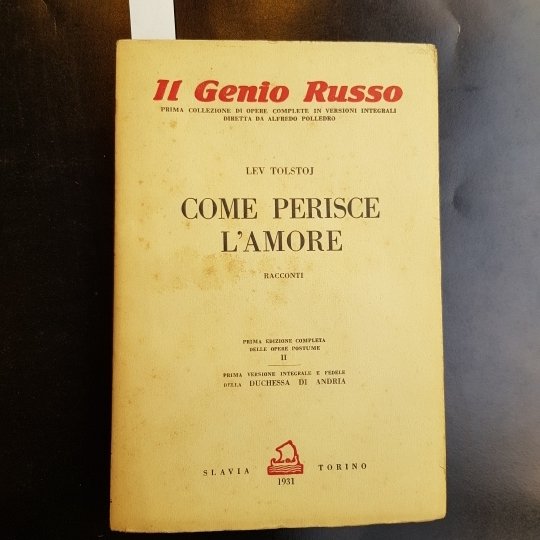 Il Genio Russo
PRIMA COLLEZIONE DI OPERE COMPLETE IN VERSIONI INTEGRALI
DIRETTA DA ALFREDO POLLEDRO
LEV TOLSTOJ
COME PERISCE
L'AMORE
RACCONTI
PRIMA EDIZIONE COMPLETA
DELLE OPERE POSTUME
II
PRIMA VERSIONE INTEGRALE E FEDELE
DELLA DUCHESSA DI ANDRIA
SLAVIA TORINO
1931